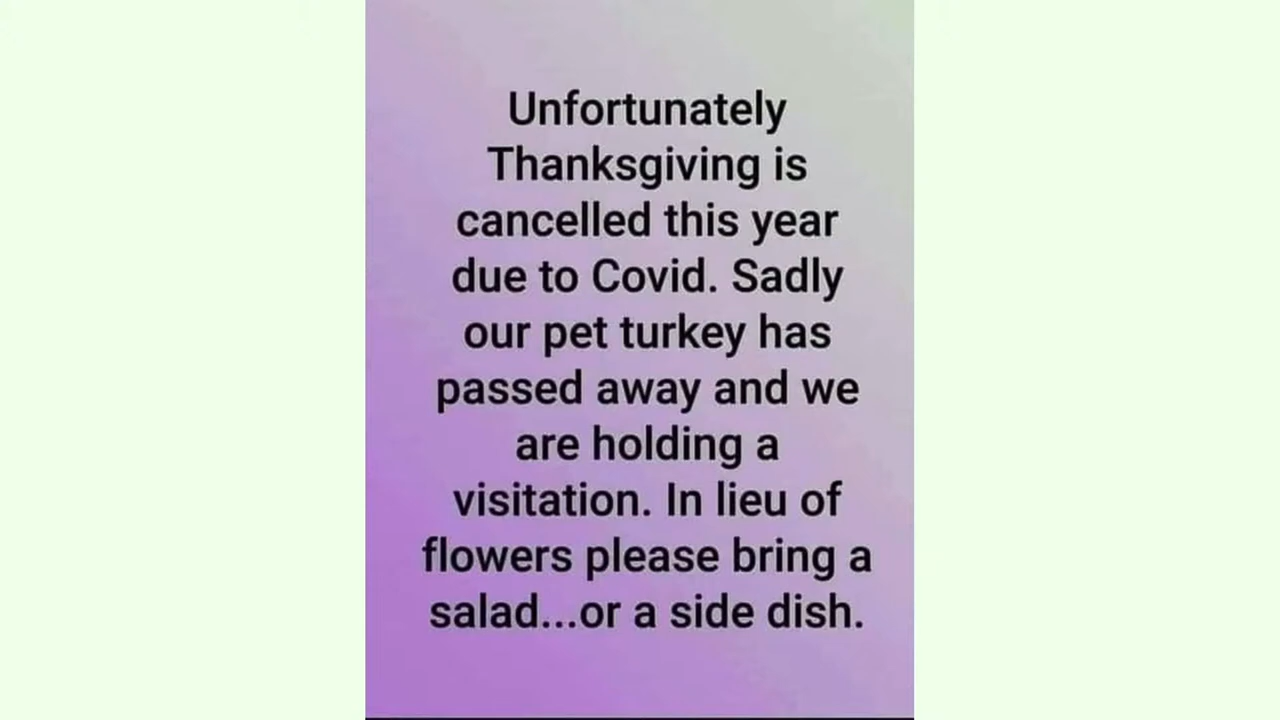 Unfortunately
Thanksgiving is
cancelled this year
due to Covid. Sadly
our pet turkey has
passed away and we
are holding a
visitation. In lieu of
flowers please bring a
salad...or a side dish.